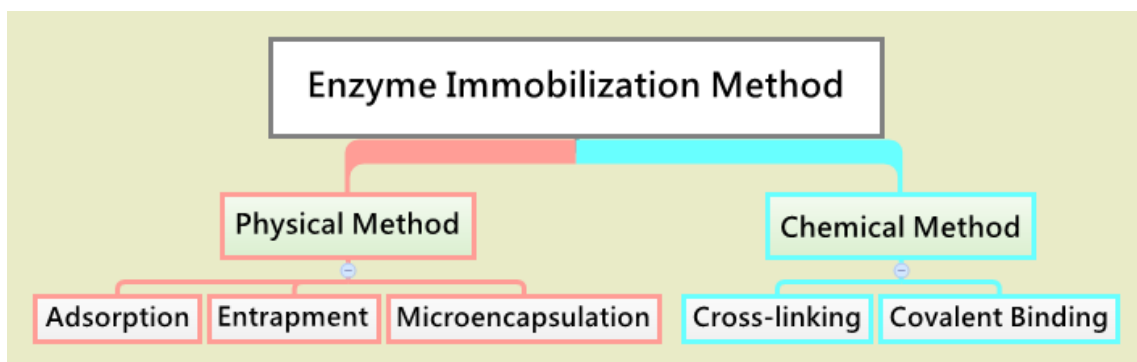 Enzyme Immobilization Method
Physical Method
Chemical Method
Adsorption
Entrapment
Microencapsulation
Cross-linking
Covalent Binding